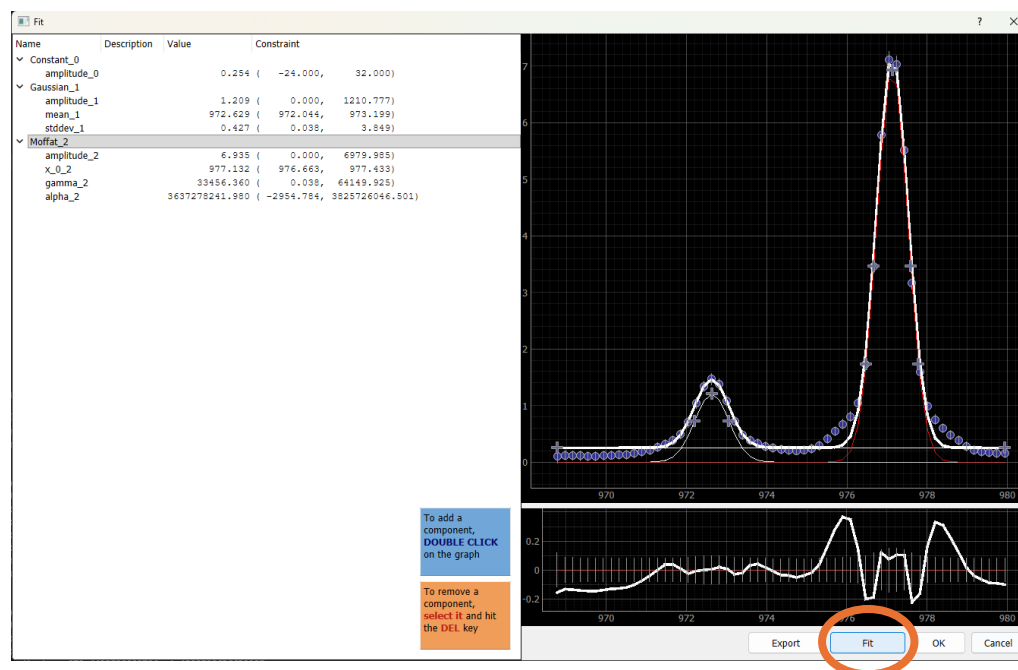 Fit
? ×
Name Description Value Constraint
Constant_0
amplitude_0 0.254 ( -24.000, 32.000)
Gaussian_1
amplitude_1 1.209 ( 0.000, 1210.777)
mean_1 972.629 ( 972.044, 973.199)
stddev_1 0.427 ( 0.038, 3.849)
Moffat_2
amplitude_2 6.935 ( 0.000, 6979.985)
x_0_2 977.132 ( 976.663, 977.433)
gamma_2 33456.360 ( 0.038, 64149.925)
alpha_2 3637278241.980 ( -2954.784, 3825726046.501)
To add a
component,
DOUBLE CLICK
on the graph
To remove a
component,
select it and hit
the DEL key
7
6
5
4
3
2
1
0
970 972 974 976 978 980
0.2
0
-0.2
970 972 974 976 978 980
Export Fit OK Cancel